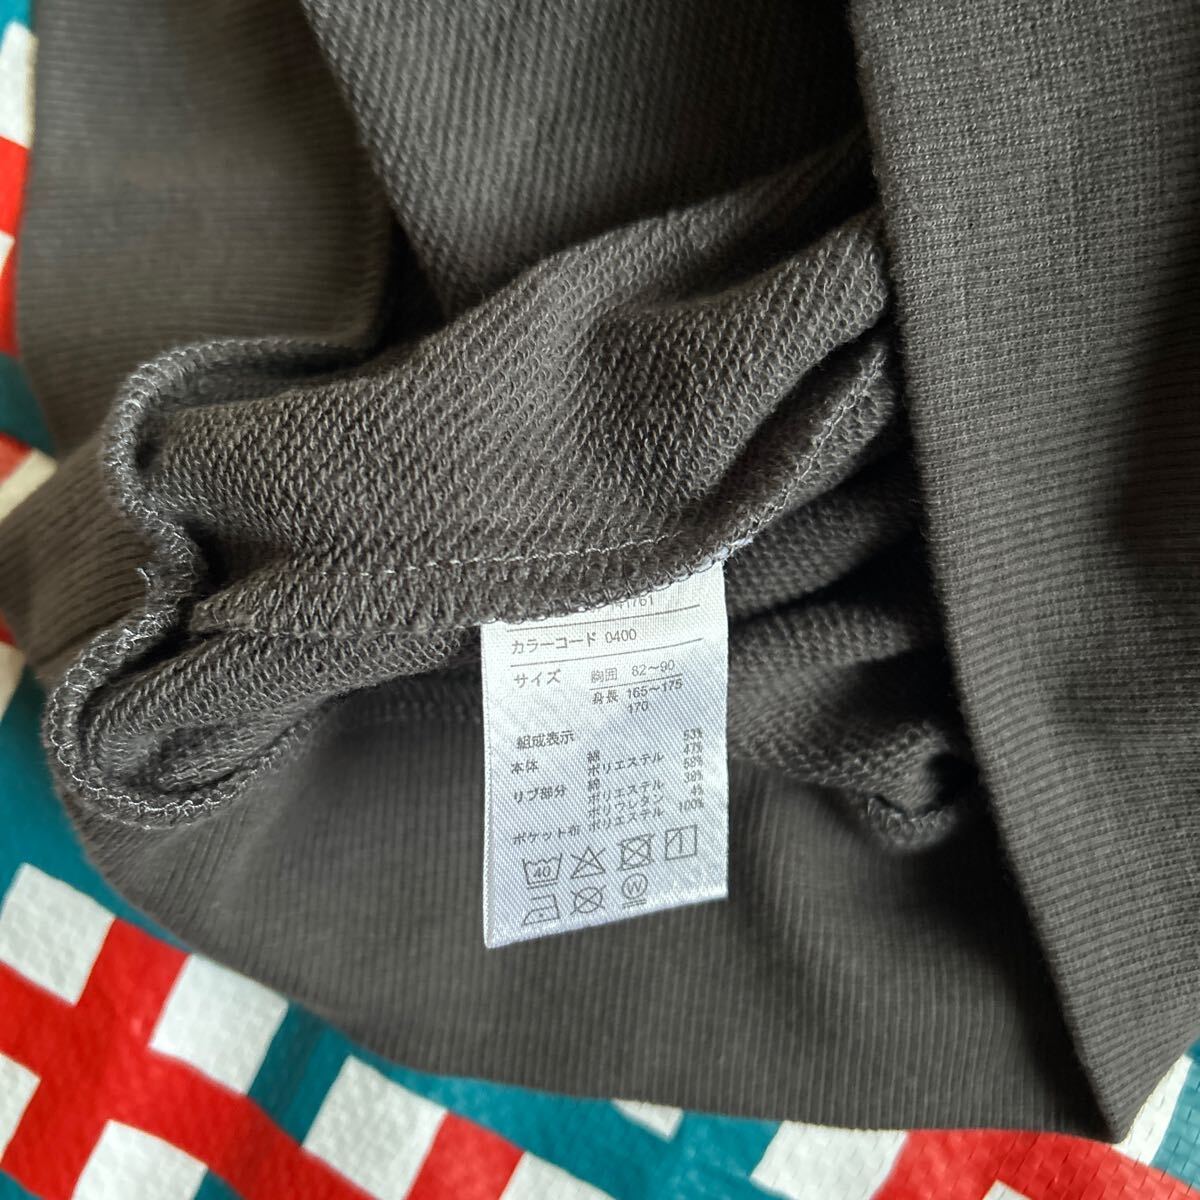 41761
カラーコード 0400
サイズ 胸囲 82~90
身長 165~175
170
組成表示
本体 綿 53%
ポリエステル 47%
リブ部分 綿 58%
ポリエステル 38%
ポリウレタン 4%
ポケット布 ポリエステル 100%
40
W